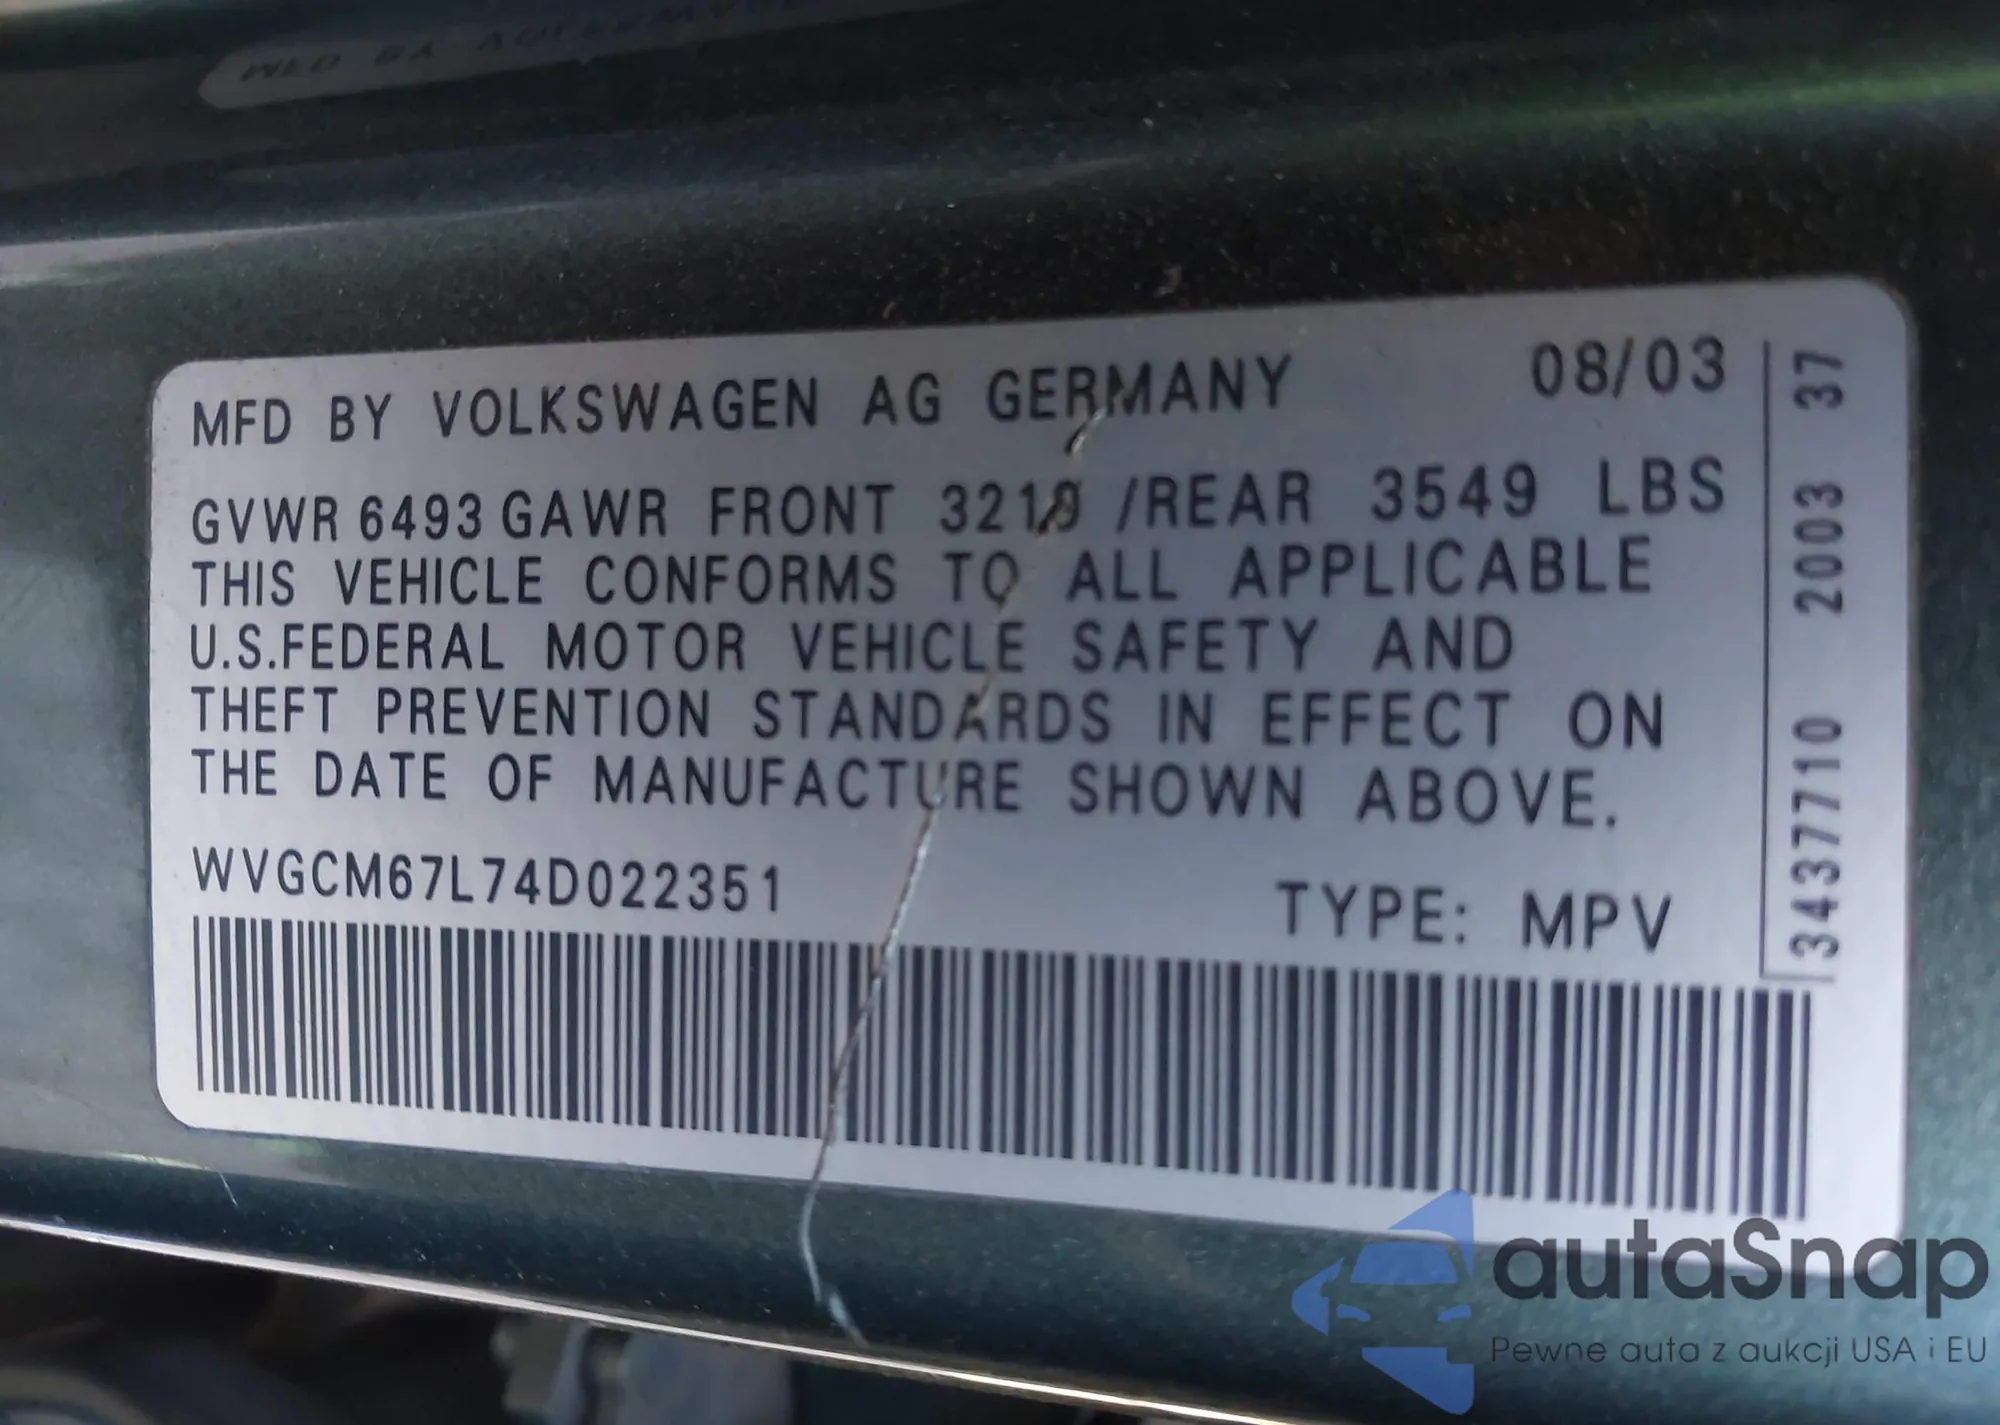 MFD BY VOLKSWAGEN AG GERMANY 08/03
GVWR 6493 GAWR FRONT 3219 /REAR 3549 LBS
THIS VEHICLE CONFORMS TO ALL APPLICABLE
U.S.FEDERAL MOTOR VEHICLE SAFETY AND
THEFT PREVENTION STANDARDS IN EFFECT ON
THE DATE OF MANUFACTURE SHOWN ABOVE.
WVGCM67L74D022351 TYPE: MPV
3437710 2003 37
autaSnap
Pewne auta z aukcji USA i EU